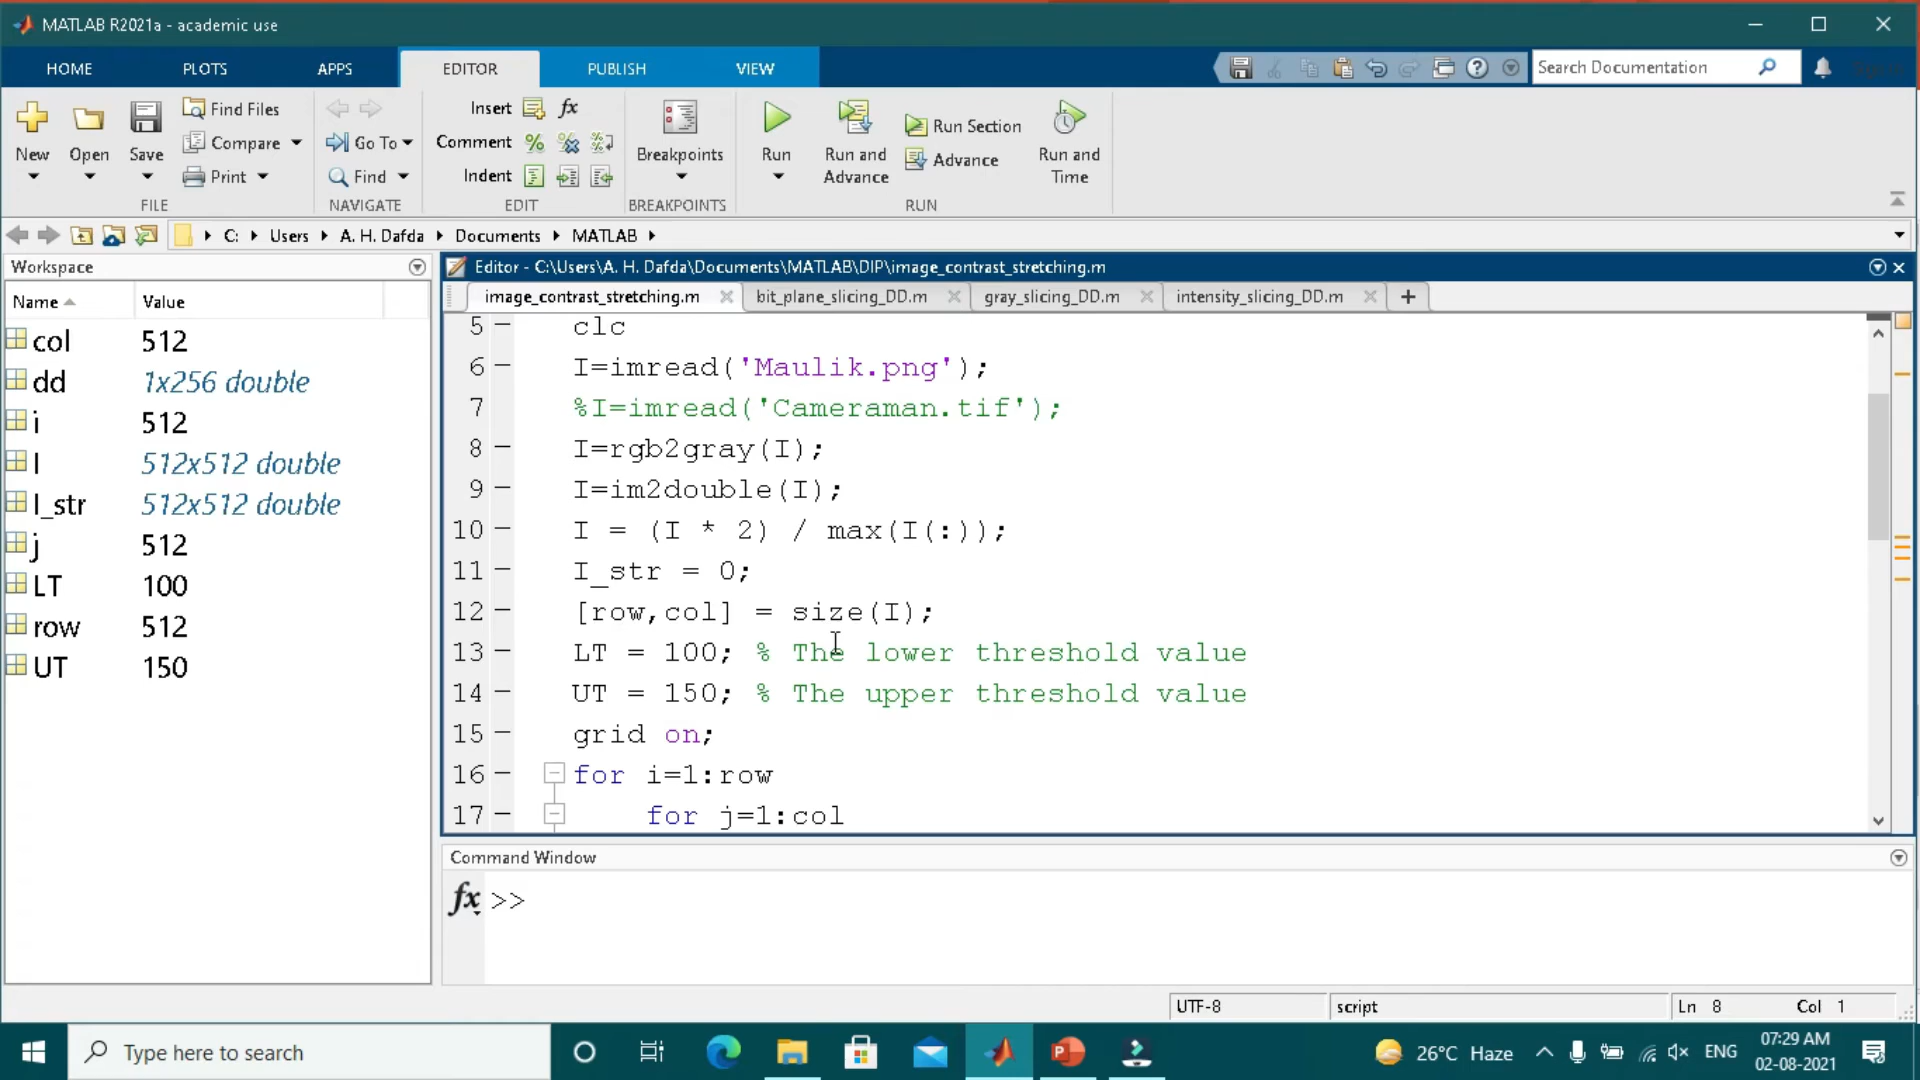 MATLAB R2021a - academic use
HOME PLOTS APPS EDITOR PUBLISH VIEW Search Documentation
New Open Save Find Files Compare Print FILE
Go To Find NAVIGATE
Insert fx Comment Indent EDIT
Breakpoints BREAKPOINTS
Run Run and Advance Run Section Advance Run and Time RUN
C: Users A. H. Dafda Documents MATLAB
Workspace
Name Value
col 512
dd 1x256 double
i 512
I 512x512 double
I_str 512x512 double
j 512
LT 100
row 512
UT 150
Editor - C:\Users\A. H. Dafda\Documents\MATLAB\DIP\image_contrast_stretching.m
image_contrast_stretching.m bit_plane_slicing_DD.m gray_slicing_DD.m intensity_slicing_DD.m
5 – clc
6 – I=imread('Maulik.png');
7 %I=imread('Cameraman.tif');
8 – I=rgb2gray(I);
9 – I=im2double(I);
10 – I = (I * 2) / max(I(:));
11 – I_str = 0;
12 – [row,col] = size(I);
13 – LT = 100; % The lower threshold value
14 – UT = 150; % The upper threshold value
15 – grid on;
16 – for i=1:row
17 – for j=1:col
Command Window
fx >>
UTF-8 script Ln 8 Col 1
Type here to search 26°C Haze ENG 07:29 AM
02-08-2021